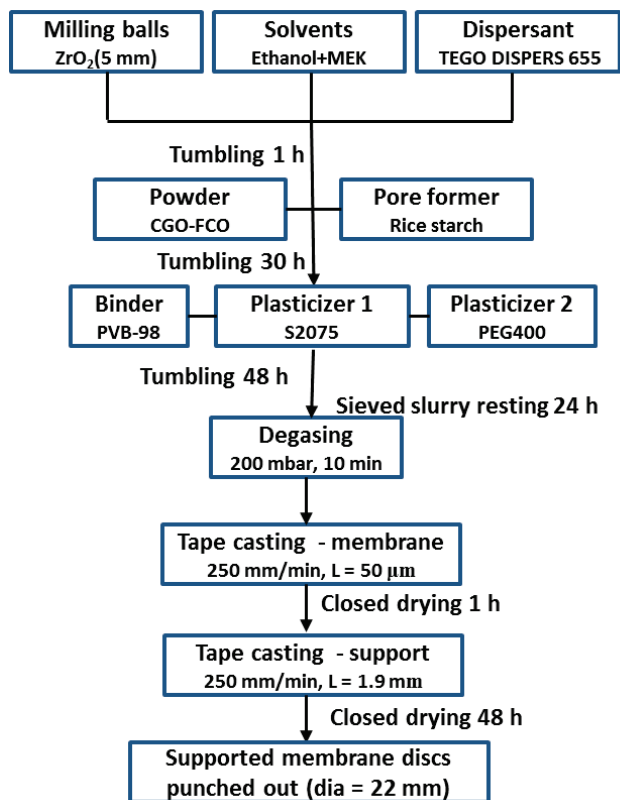 Milling balls
ZrO₂(5 mm)
Solvents
Ethanol+MEK
Dispersant
TEGO DISPERS 655
Tumbling 1 h
Powder
CGO-FCO
Pore former
Rice starch
Tumbling 30 h
Binder
PVB-98
Plasticizer 1
S2075
Plasticizer 2
PEG400
Tumbling 48 h
Sieved slurry resting 24 h
Degasing
200 mbar, 10 min
Tape casting - membrane
250 mm/min, L = 50 μm
Closed drying 1 h
Tape casting - support
250 mm/min, L = 1.9 mm
Closed drying 48 h
Supported membrane discs
punched out (dia = 22 mm)